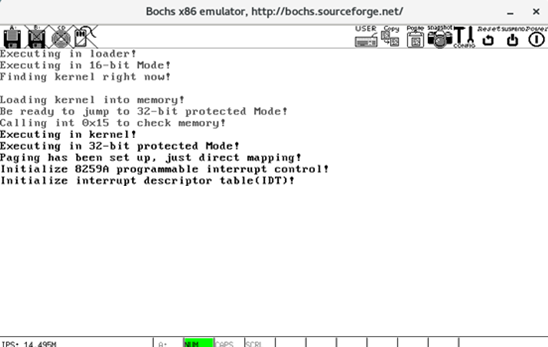 Bochs x86 emulator, http://bochs.sourceforge.net/
A:
B:
CD
USER
Copy
Paste
snapshot
CONFIG
Reset
SUSPEND
Power
Executing in loader!
Executing in 16-bit Mode!
Finding kernel right now!
Loading kernel into memory!
Be ready to jump to 32-bit protected Mode!
Calling int 0x15 to check memory!
Executing in kernel!
Executing in 32-bit protected Mode!
Paging has been set up, just direct mapping!
Initialize 8259A programmable interrupt control!
Initialize interrupt descriptor table(IDT)!
IPS: 14.495M
A:
NUM
CAPS
SCRL